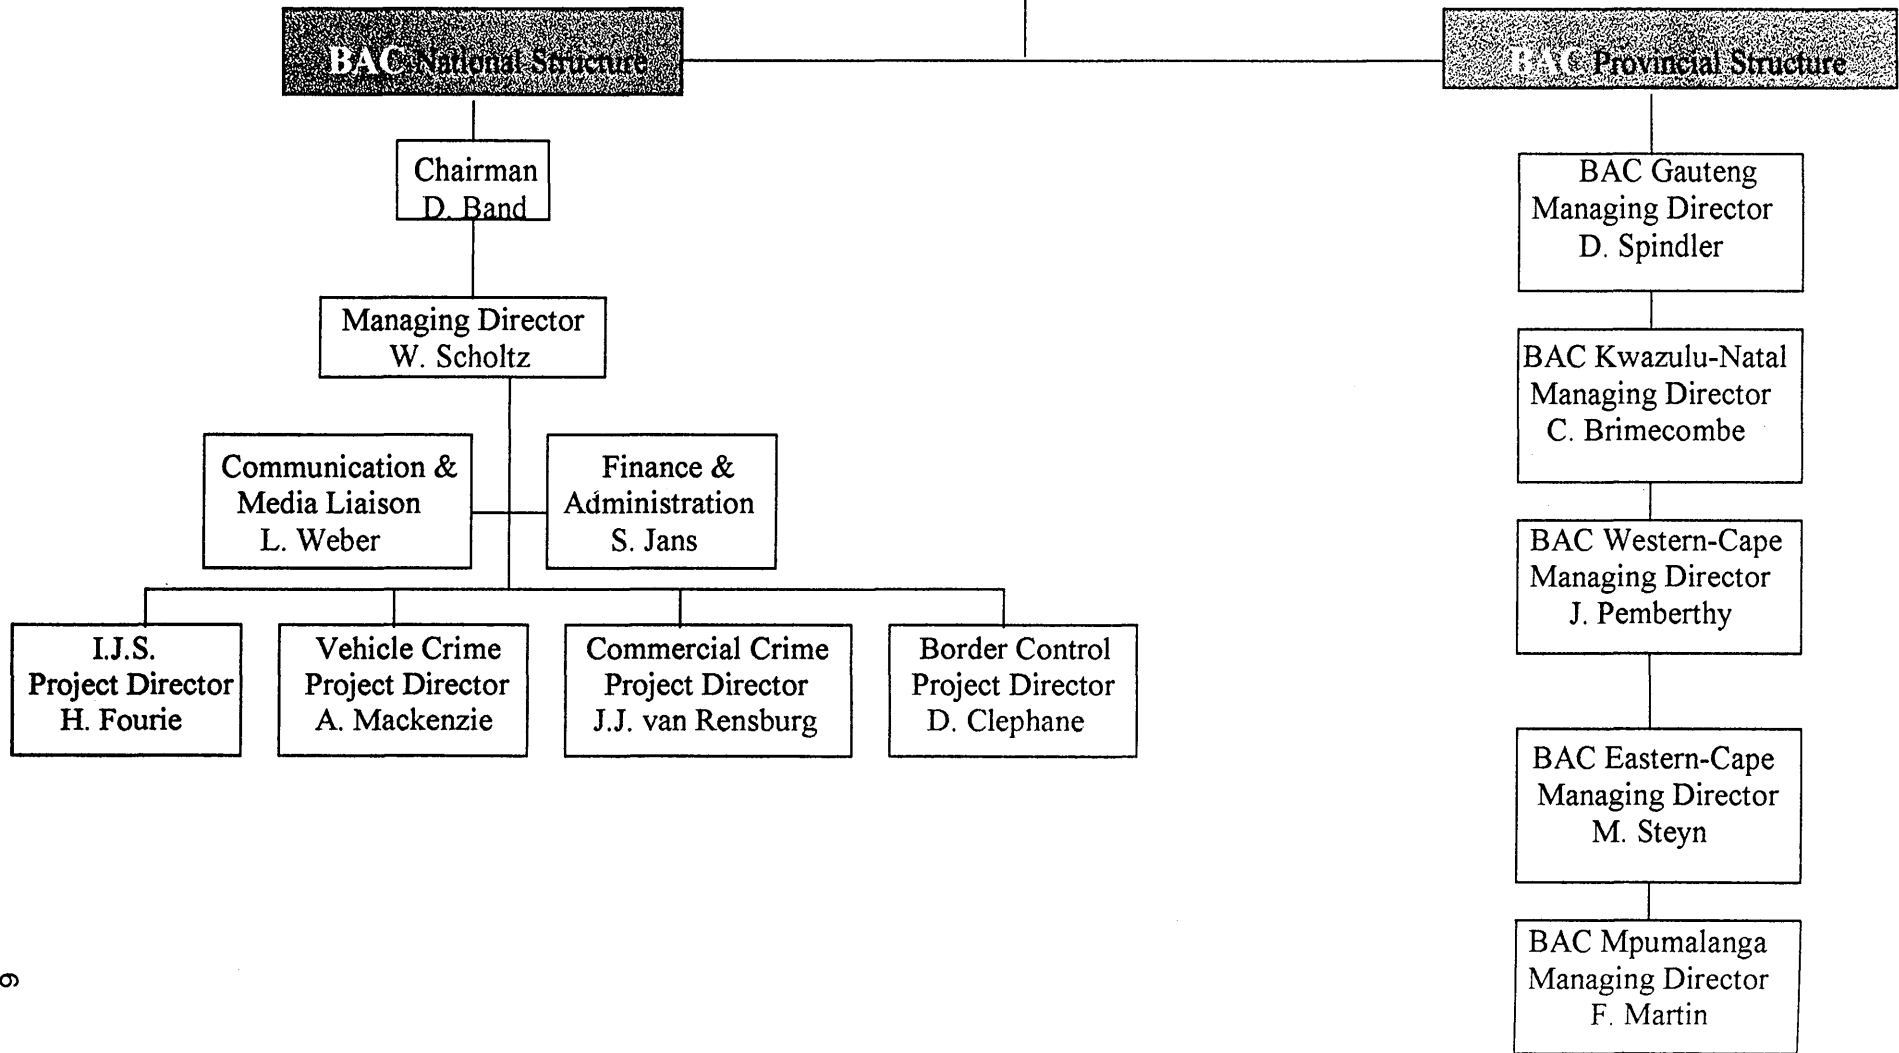 BAC National Structure
Chairman
D. Band
Managing Director
W. Scholtz
Communication &
Media Liaison
L. Weber
Finance &
Administration
S. Jans
I.J.S.
Project Director
H. Fourie
Vehicle Crime
Project Director
A. Mackenzie
Commercial Crime
Project Director
J.J. van Rensburg
Border Control
Project Director
D. Clephane
BAC Provincial Structure
BAC Gauteng
Managing Director
D. Spindler
BAC Kwazulu-Natal
Managing Director
C. Brimecombe
BAC Western-Cape
Managing Director
J. Pemberthy
BAC Eastern-Cape
Managing Director
M. Steyn
BAC Mpumalanga
Managing Director
F. Martin
9